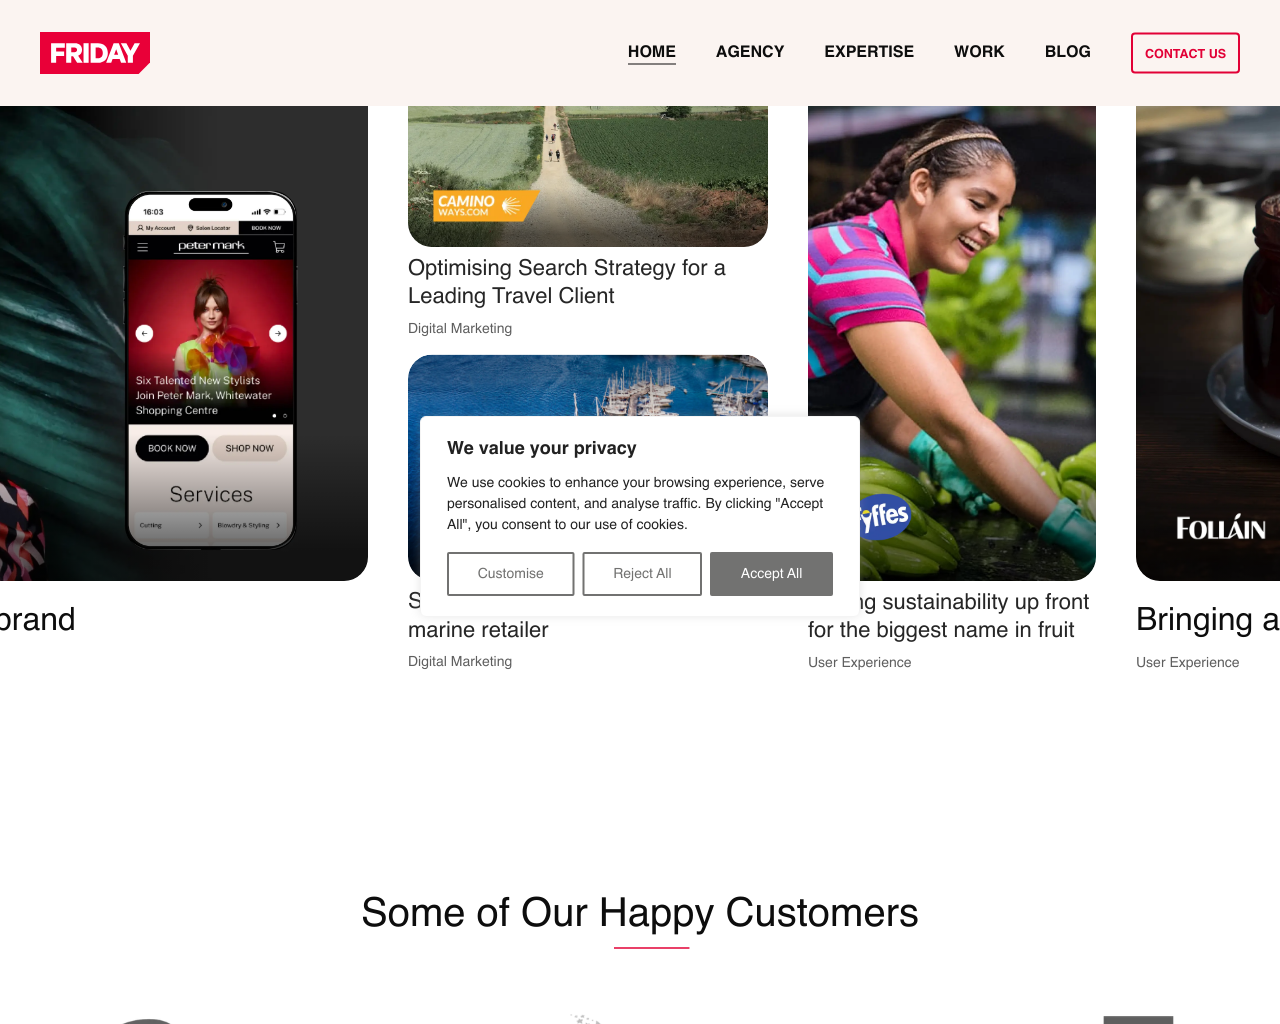 FRIDAY
HOME
AGENCY
EXPERTISE
WORK
BLOG
CONTACT US
16:03
My Account
Salon Locator
BOOK NOW
peter mark
Six Talented New Stylists
Join Peter Mark, Whitewater
Shopping Centre
BOOK NOW
SHOP NOW
Services
Cutting
Blowdry & Styling
brand
CAMINO
WAYS.COM
Optimising Search Strategy for a
Leading Travel Client
Digital Marketing
marine retailer
Digital Marketing
We value your privacy
We use cookies to enhance your browsing experience, serve
personalised content, and analyse traffic. By clicking "Accept
All", you consent to our use of cookies.
Customise
Reject All
Accept All
Fyffes
sustainability up front
for the biggest name in fruit
User Experience
FOLLÁIN
Bringing a
User Experience
Some of Our Happy Customers